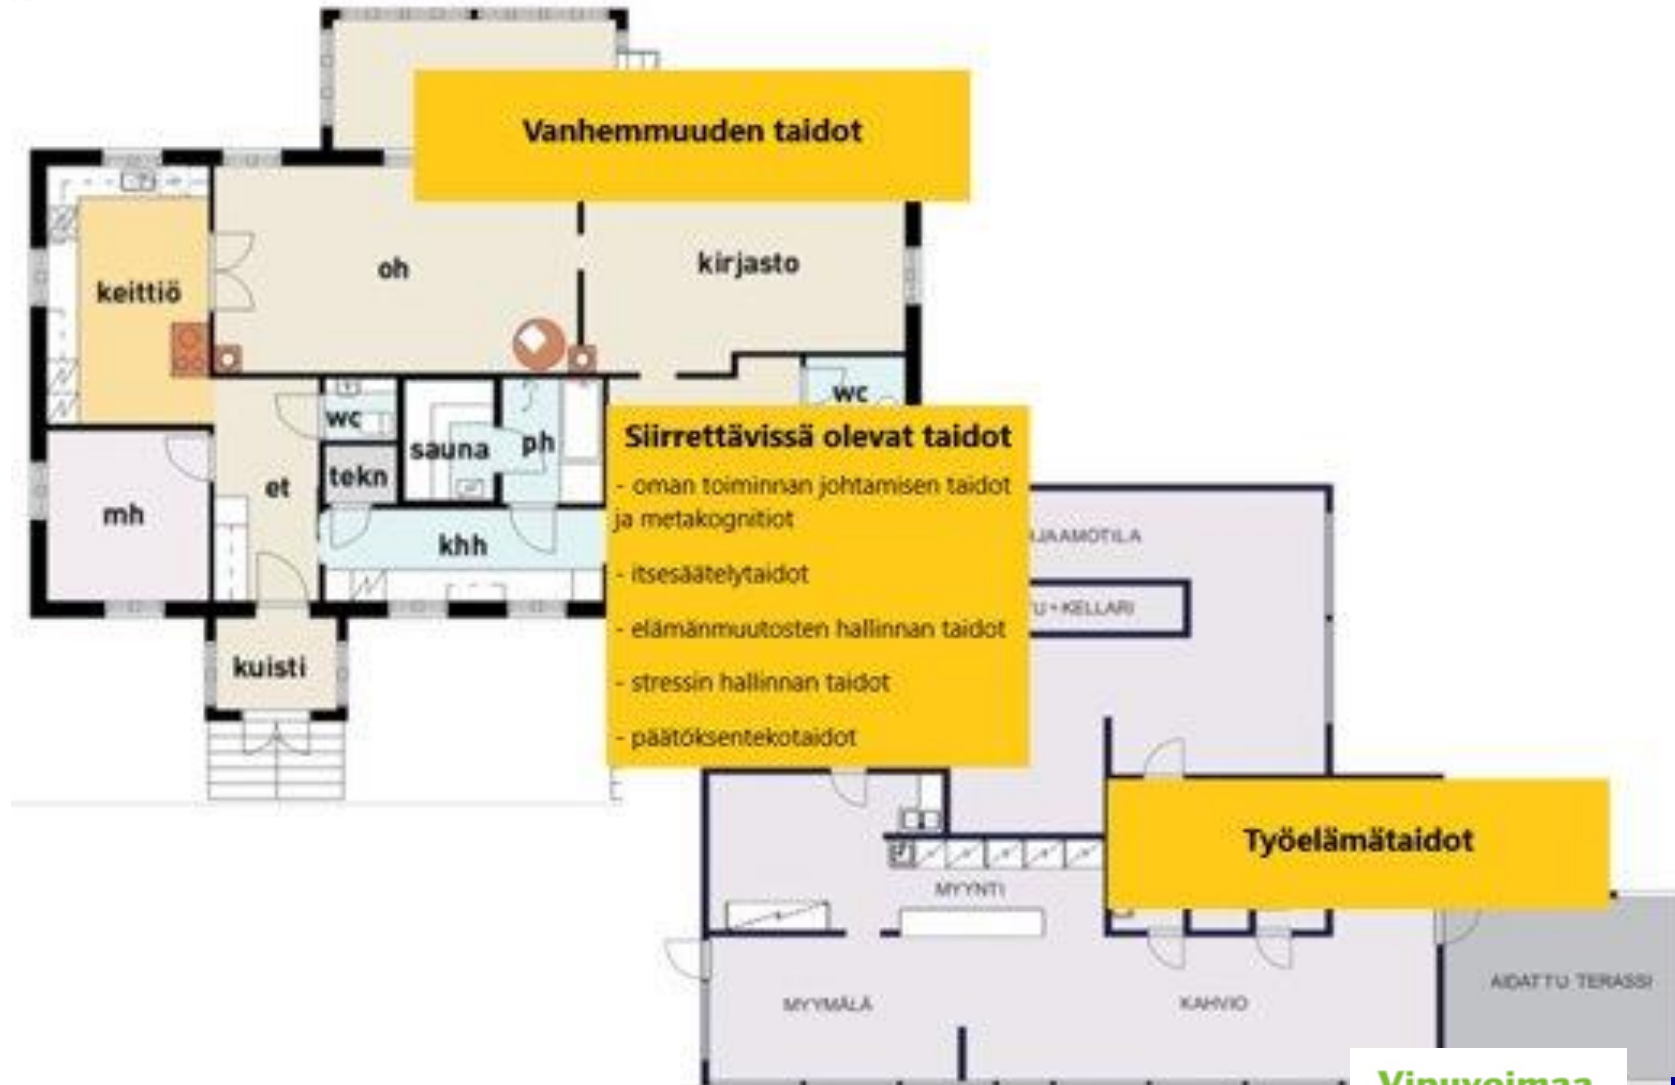 Vanhemmuuden taidot
keittiö
oh
kirjasto
wc
wc
sauna
ph
tekn
et
mh
khh
kuisti
Siirrettävissä olevat taidot
- oman toiminnan johtamisen taidot
ja metakognitiot
- itsesäätelytaidot
- elämänmuutosten hallinnan taidot
- stressin hallinnan taidot
- päätöksentekotaidot
KELLARI
Työelämätaidot
MYYNTI
MYYMÄLÄ
KAHVIO
AIDATTU TERASSI
Vipuvoimaa